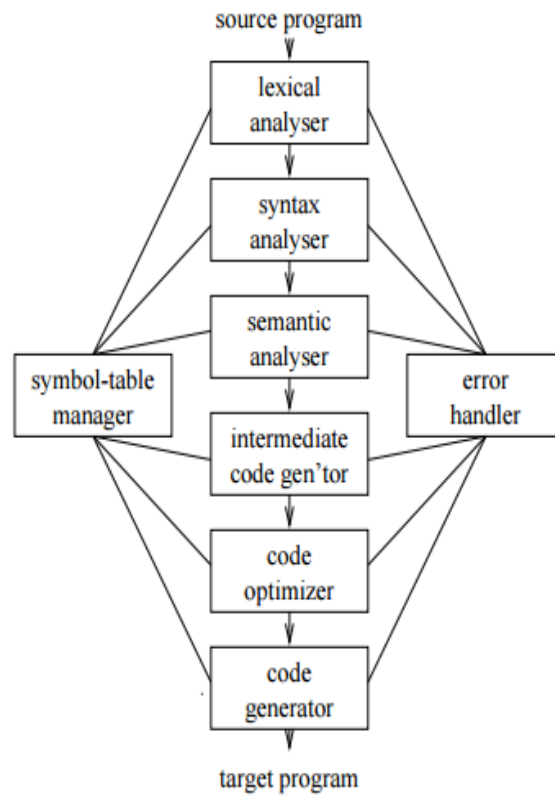 source program
lexical
analyser
syntax
analyser
semantic
analyser
symbol-table
manager
error
handler
intermediate
code gen'tor
code
optimizer
code
generator
target program